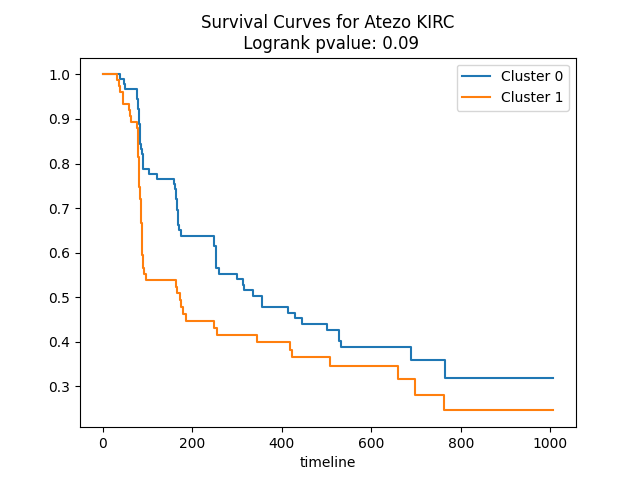 Survival Curves for Atezo KIRC
Logrank pvalue: 0.09
Cluster 0
Cluster 1
1.0
0.9
0.8
0.7
0.6
0.5
0.4
0.3
0 200 400 600 800 1000
timeline